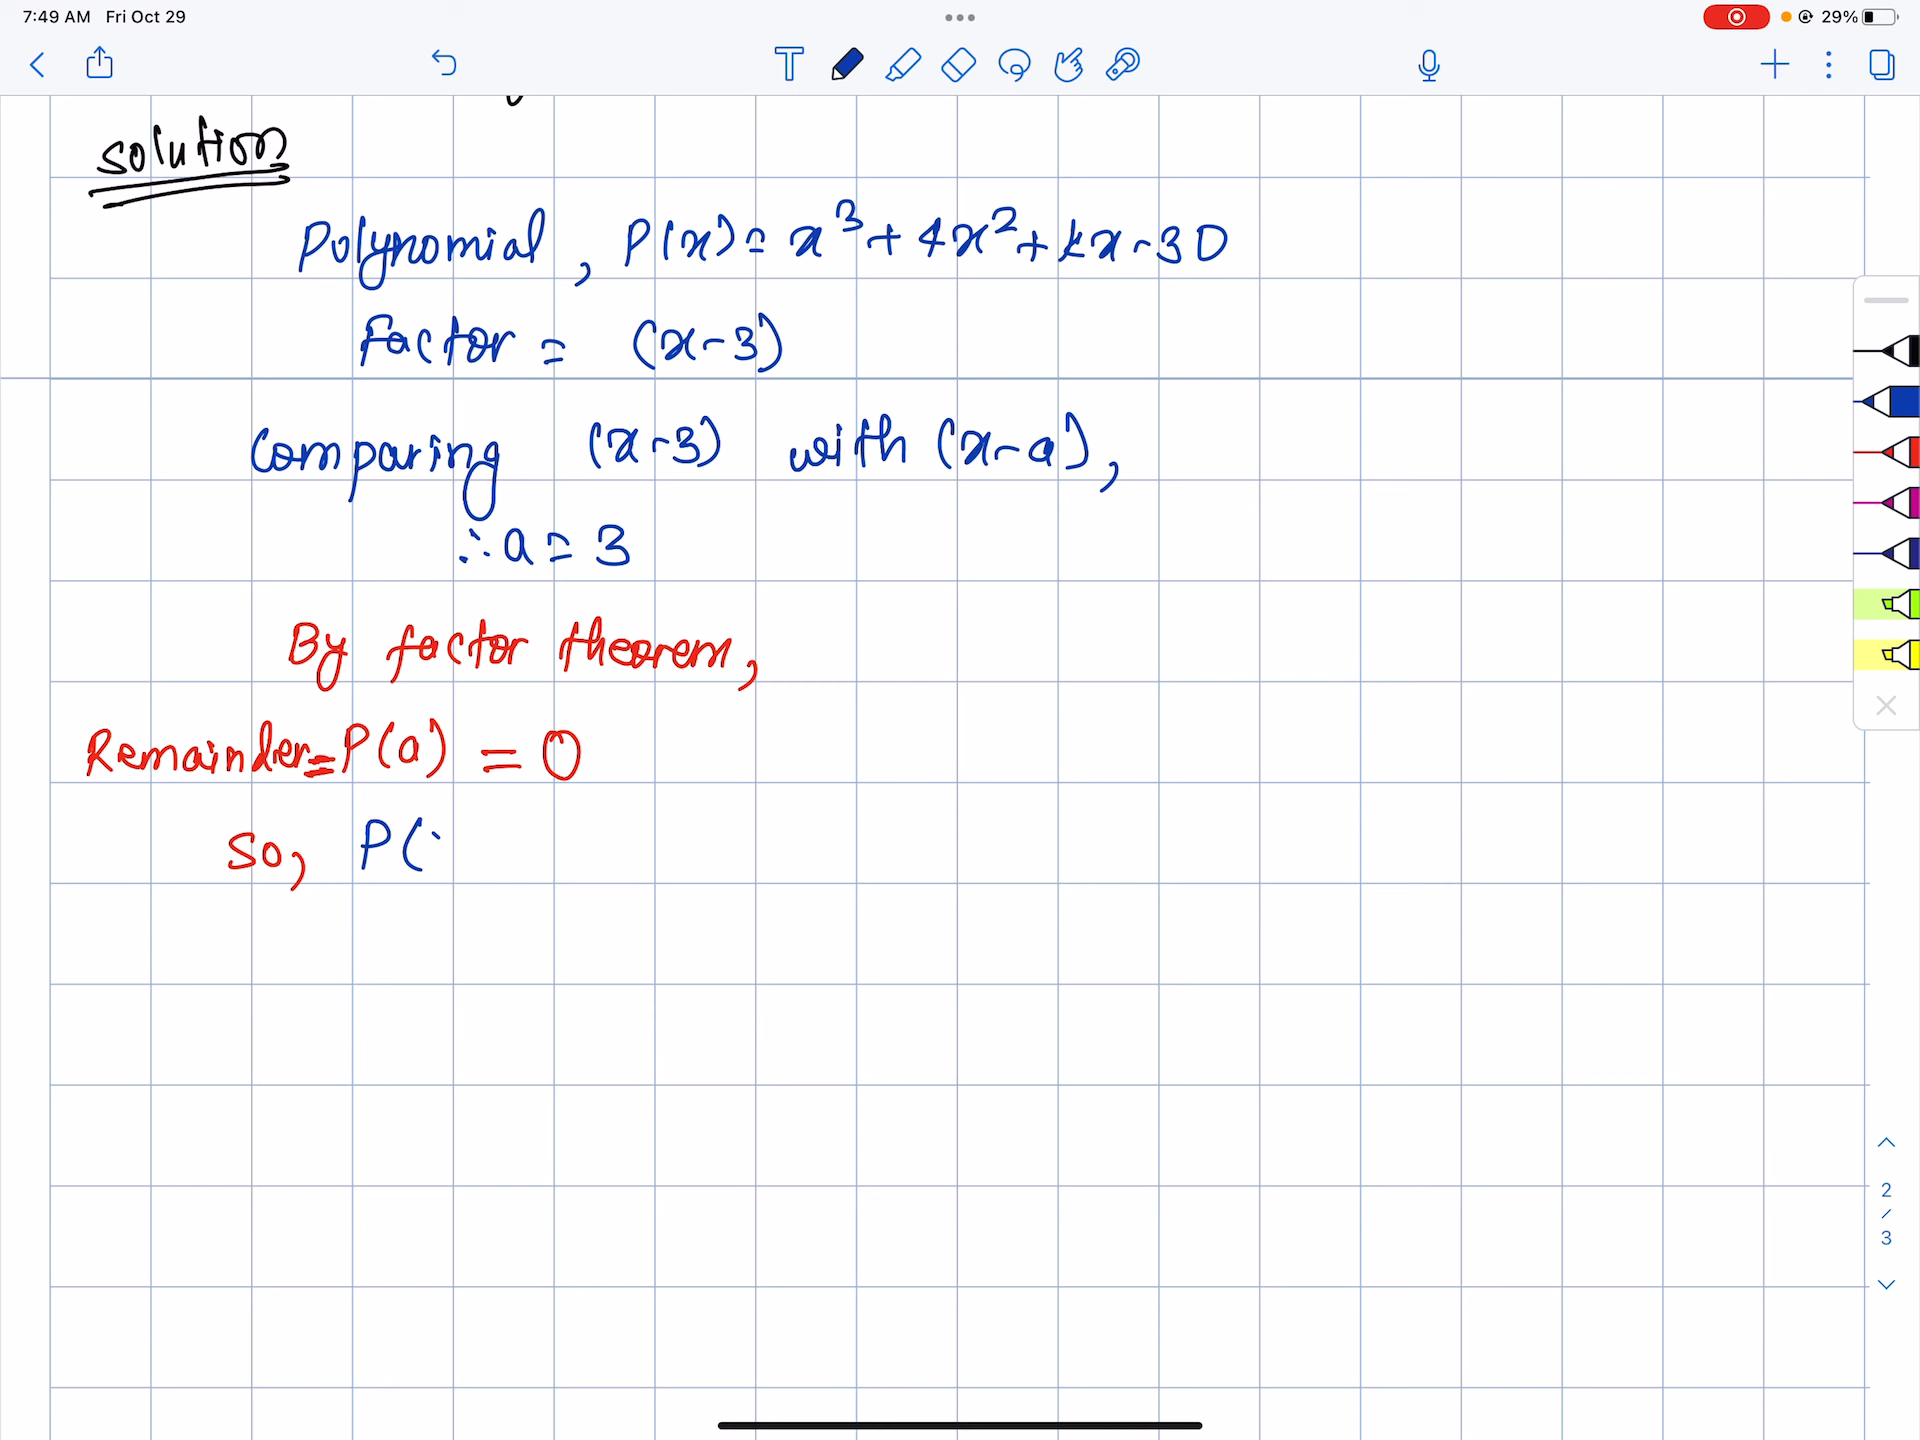 7:49 AM Fri Oct 29
29%
solution
Polynomial, P(x) = x³ + 4x² + kx - 30
Factor = (x-3)
Comparing (x-3) with (x-a),
∴ a = 3
By factor theorem,
Remainder = P(a) = 0
So, P(
2
/
3